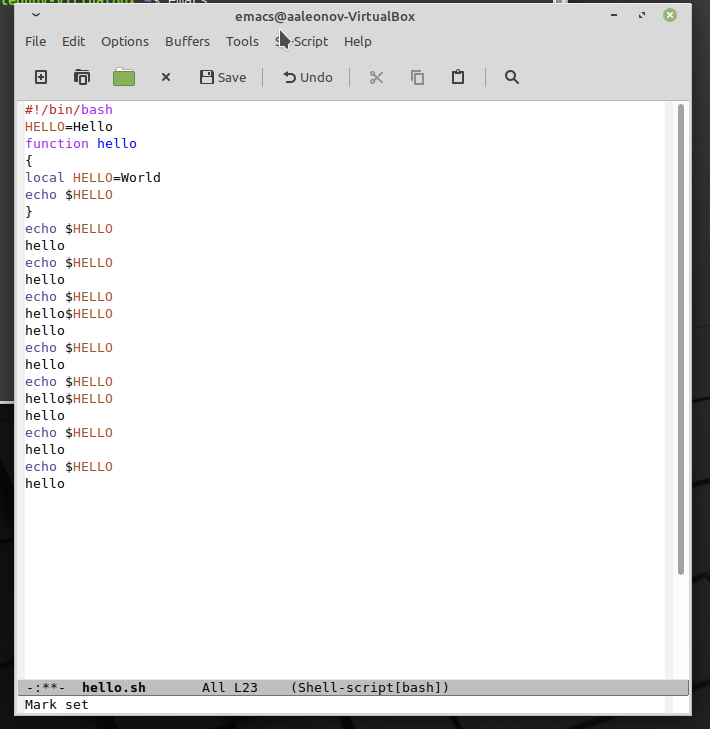 emacs@aaleonov-VirtualBox
File Edit Options Buffers Tools Script Help
Save Undo
#!/bin/bash
HELLO=Hello
function hello
{
local HELLO=World
echo $HELLO
}
echo $HELLO
hello
echo $HELLO
hello
echo $HELLO
hello$HELLO
hello
echo $HELLO
hello
echo $HELLO
hello$HELLO
hello
echo $HELLO
hello
echo $HELLO
hello
-:**- hello.sh All L23 (Shell-script[bash])
Mark set